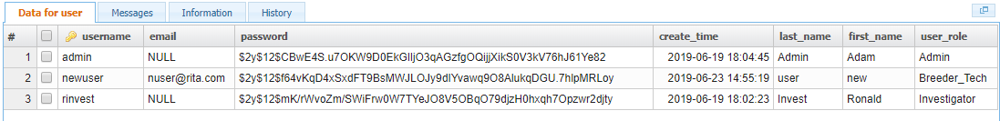 Data for user Messages Information History
# username email password create_time last_name first_name user_role
1 admin NULL $2y$12$CBwE4S.u7OKW9D0EkGlIjO3qAGzfgOQijjXikS0V3kV76hJ61Ye82 2019-06-19 18:04:45 Admin Adam Admin
2 newuser nuser@rita.com $2y$12$f64vKqD4xSxdFT9BsMWJLOJy9dIYvawq9O8AlukqDGU.7hlpMRLoy 2019-06-23 14:55:19 user new Breeder_Tech
3 rinvest NULL $2y$12$mK/rWvoZm/SWiFrw0W7TYeJO8V5OBqO79djzH0hxqh7Opzwr2djty 2019-06-19 18:02:23 Invest Ronald Investigator